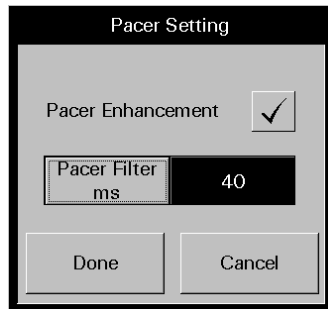 Pacer Setting
Pacer Enhancement
Pacer Filter
ms
40
Done
Cancel